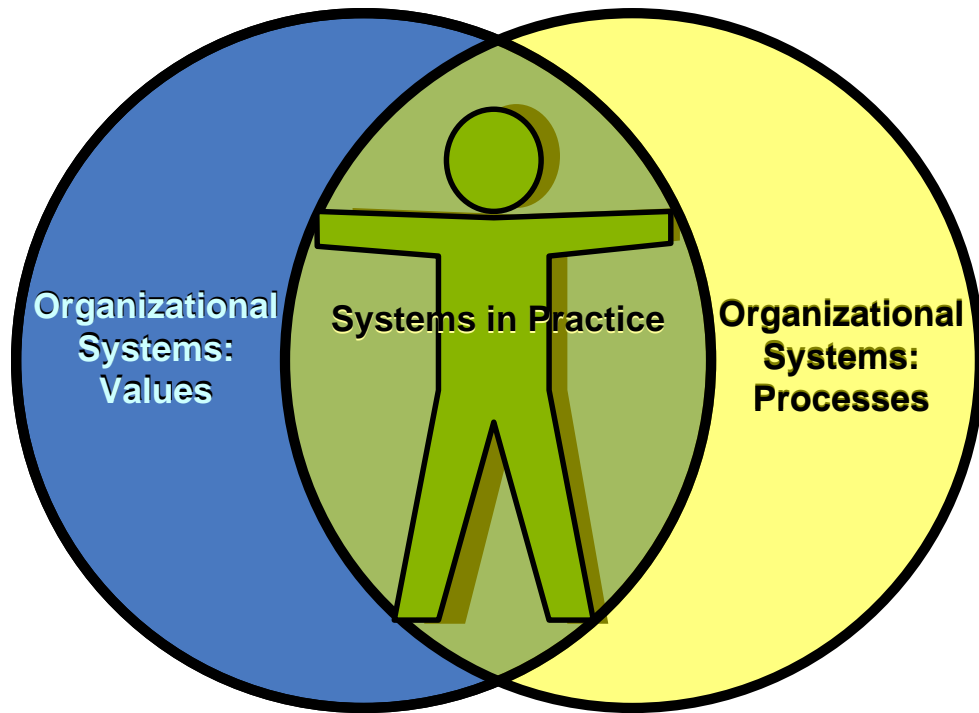 Organizational
Systems:
Values
Systems in Practice
Organizational
Systems:
Processes